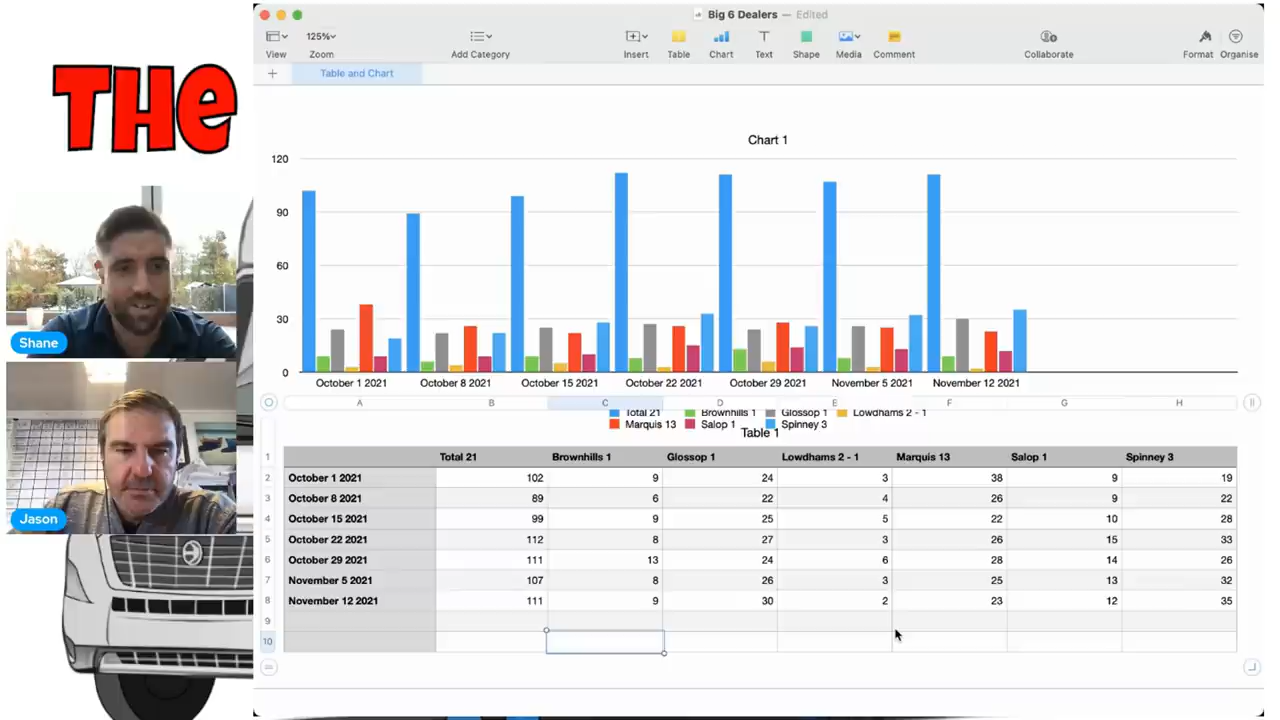 THe
Shane
Jason
Big 6 Dealers — Edited
View
125%
Zoom
Add Category
Insert
Table
Chart
Text
Shape
Media
Comment
Collaborate
Format
Organise
+ Table and Chart
Chart 1
120
90
60
30
0
October 1 2021 October 8 2021 October 15 2021 October 22 2021 October 29 2021 November 5 2021 November 12 2021
A B C D E F G H
Total 21 Brownhills 1 Glossop 1 Lowdhams 2 - 1
Marquis 13 Salop 1 Spinney 3
Table 1
1 Total 21 Brownhills 1 Glossop 1 Lowdhams 2 - 1 Marquis 13 Salop 1 Spinney 3
2 October 1 2021 102 9 24 3 38 9 19
3 October 8 2021 89 6 22 4 26 9 22
4 October 15 2021 99 9 25 5 22 10 28
5 October 22 2021 112 8 27 3 26 15 33
6 October 29 2021 111 13 24 6 28 14 26
7 November 5 2021 107 8 26 3 25 13 32
8 November 12 2021 111 9 30 2 23 12 35
9
10